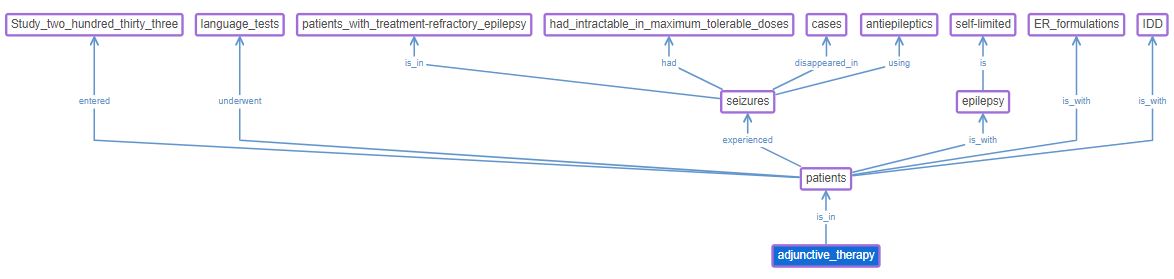 Study_two_hundred_thirty_three language_tests patients_with_treatment-refractory_epilepsy had_intractable_in_maximum_tolerable_doses cases antiepileptics self-limited ER_formulations IDD
is_in had disappeared_in using is
entered underwent seizures epilepsy is_with is_with
experienced is_with
patients
is_in
adjunctive_therapy